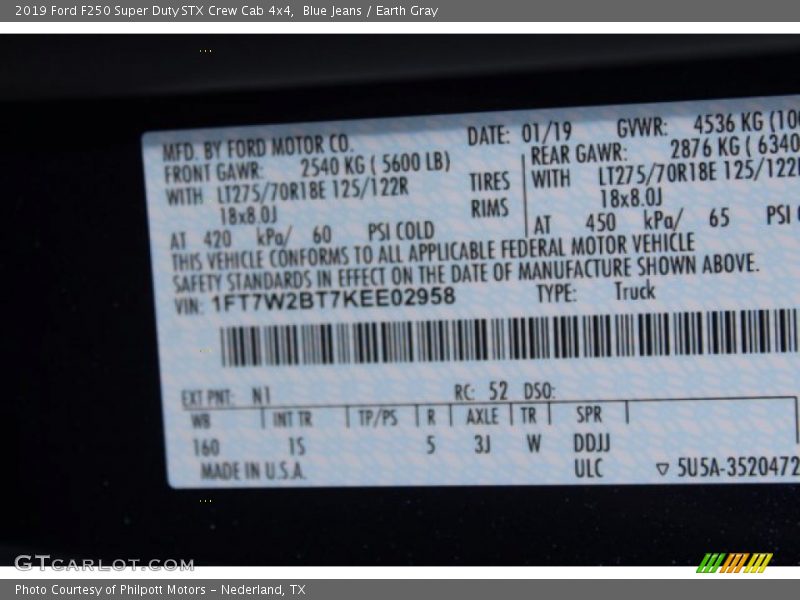 2019 Ford F250 Super Duty STX Crew Cab 4x4,  Blue Jeans / Earth Gray
MFD. BY FORD MOTOR CO.
DATE: 01/19 GVWR: 4536 KG
FRONT GAWR: 2540 KG ( 5600 LB)
REAR GAWR: 2876 KG ( 6340
WITH LT275/70R18E 125/122R TIRES WITH LT275/70R18E 125/122
18x8.0J RIMS 18x8.0J
AT 420 kPa/ 60 PSI COLD AT 450 kPa/ 65 PSI
THIS VEHICLE CONFORMS TO ALL APPLICABLE FEDERAL MOTOR VEHICLE
SAFETY STANDARDS IN EFFECT ON THE DATE OF MANUFACTURE SHOWN ABOVE.
VIN: 1FT7W2BT7KEE02958 TYPE: Truck
EXT PNT: N1 RC: 52 DSO:
WB INT TR TP/PS R AXLE TR SPR
160 1S 5 3J W DDJJ
MADE IN U.S.A. ULC ▽ 5U5A-3520472
GTCARLOT.COM
Photo Courtesy of Philpott Motors - Nederland, TX